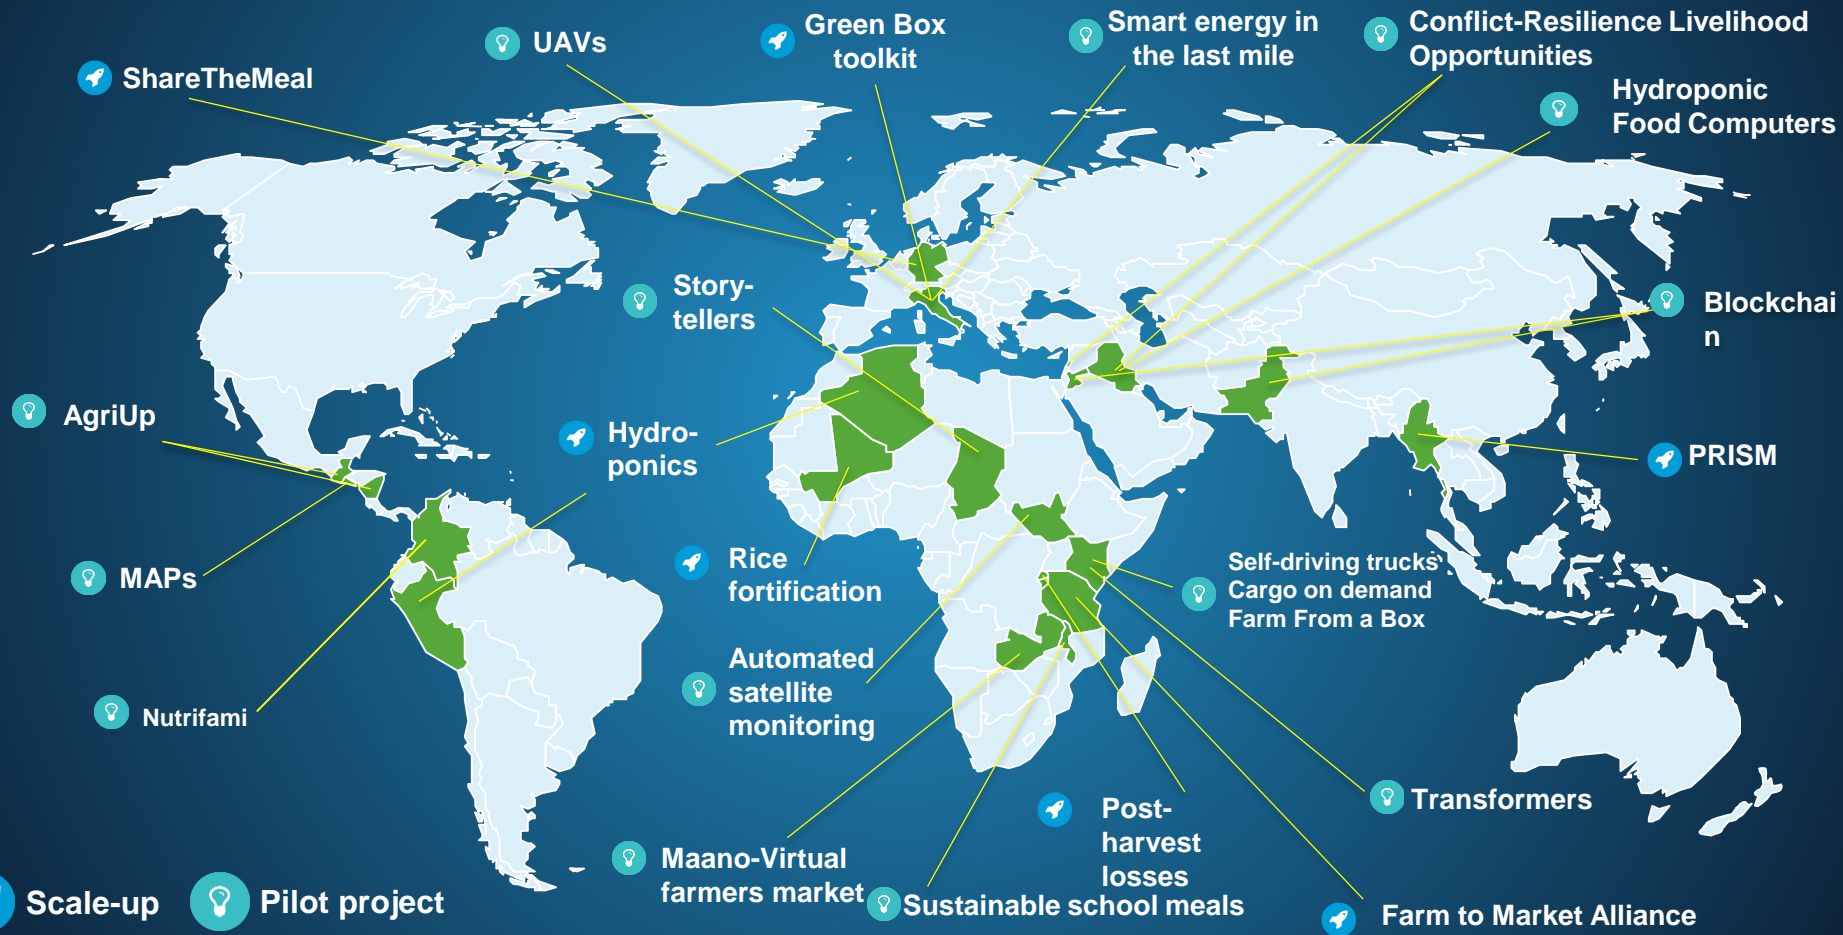 UAVs
Green Box
toolkit
Smart energy in
the last mile
Conflict-Resilience Livelihood
Opportunities
ShareTheMeal
Hydroponic
Food Computers
Story-
tellers
Blockchai
n
AgriUp
Hydro-
ponics
PRISM
MAPs
Rice
fortification
Self-driving trucks
Cargo on demand
Farm From a Box
Nutrifami
Automated
satellite
monitoring
Transformers
Post-
harvest
losses
Maano-Virtual
farmers market
Sustainable school meals
Farm to Market Alliance
Scale-up
Pilot project